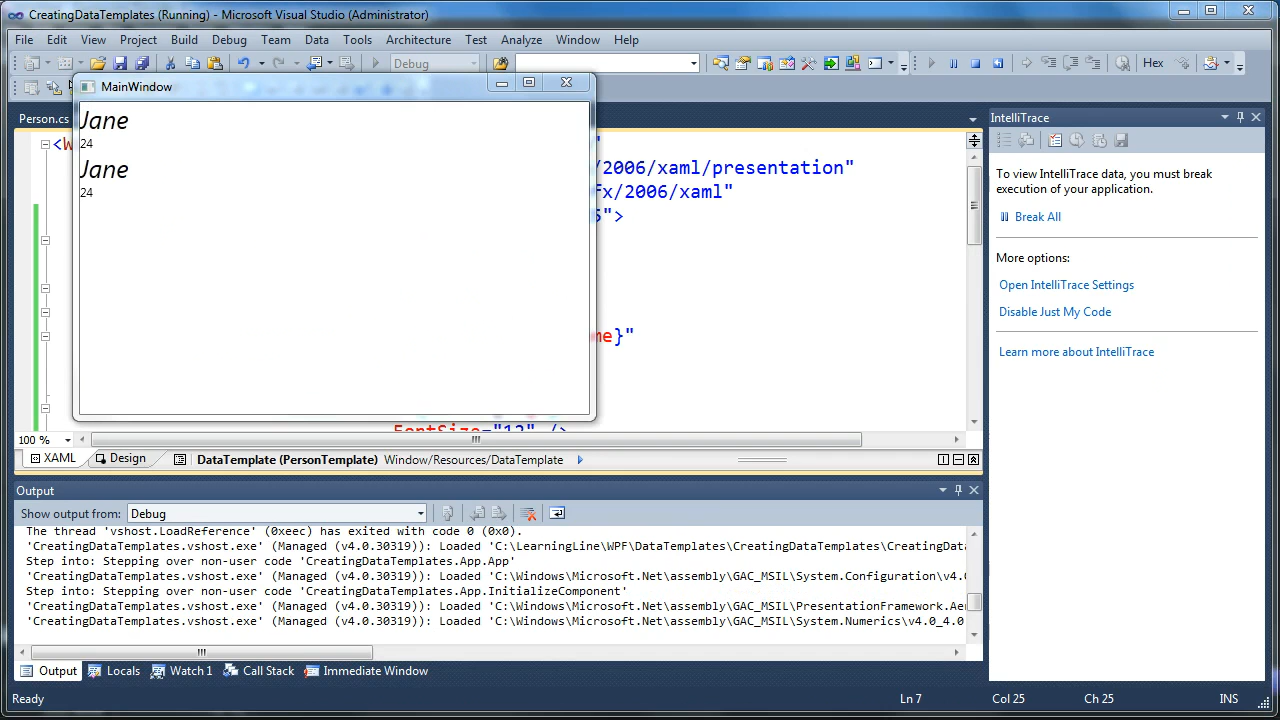 CreatingDataTemplates (Running) - Microsoft Visual Studio (Administrator)
File Edit View Project Build Debug Team Data Tools Architecture Test Analyze Window Help
Debug
Hex
MainWindow
Jane
24
Jane
24
Person.cs
<W
"
/2006/xaml/presentation"
fx/2006/xaml"
">
me}"
FontSize="12" />
100 %
XAML
Design
DataTemplate (PersonTemplate) Window/Resources/DataTemplate
IntelliTrace
To view IntelliTrace data, you must break
execution of your application.
Break All
More options:
Open IntelliTrace Settings
Disable Just My Code
Learn more about IntelliTrace
Output
Show output from: Debug
The thread 'vshost.LoadReference' (0xeec) has exited with code 0 (0x0).
'CreatingDataTemplates.vshost.exe' (Managed (v4.0.30319)): Loaded 'C:\LearningLine\WPF\DataTemplates\CreatingDataTemplates\CreatingData
Step into: Stepping over non-user code 'CreatingDataTemplates.App.App'
'CreatingDataTemplates.vshost.exe' (Managed (v4.0.30319)): Loaded 'C:\Windows\Microsoft.Net\assembly\GAC_MSIL\System.Configuration\v4.0
Step into: Stepping over non-user code 'CreatingDataTemplates.App.InitializeComponent'
'CreatingDataTemplates.vshost.exe' (Managed (v4.0.30319)): Loaded 'C:\Windows\Microsoft.Net\assembly\GAC_MSIL\PresentationFramework.Ae
'CreatingDataTemplates.vshost.exe' (Managed (v4.0.30319)): Loaded 'C:\Windows\Microsoft.Net\assembly\GAC_MSIL\System.Numerics\v4.0_4.0
Output Locals Watch 1 Call Stack Immediate Window
Ready Ln 7 Col 25 Ch 25 INS